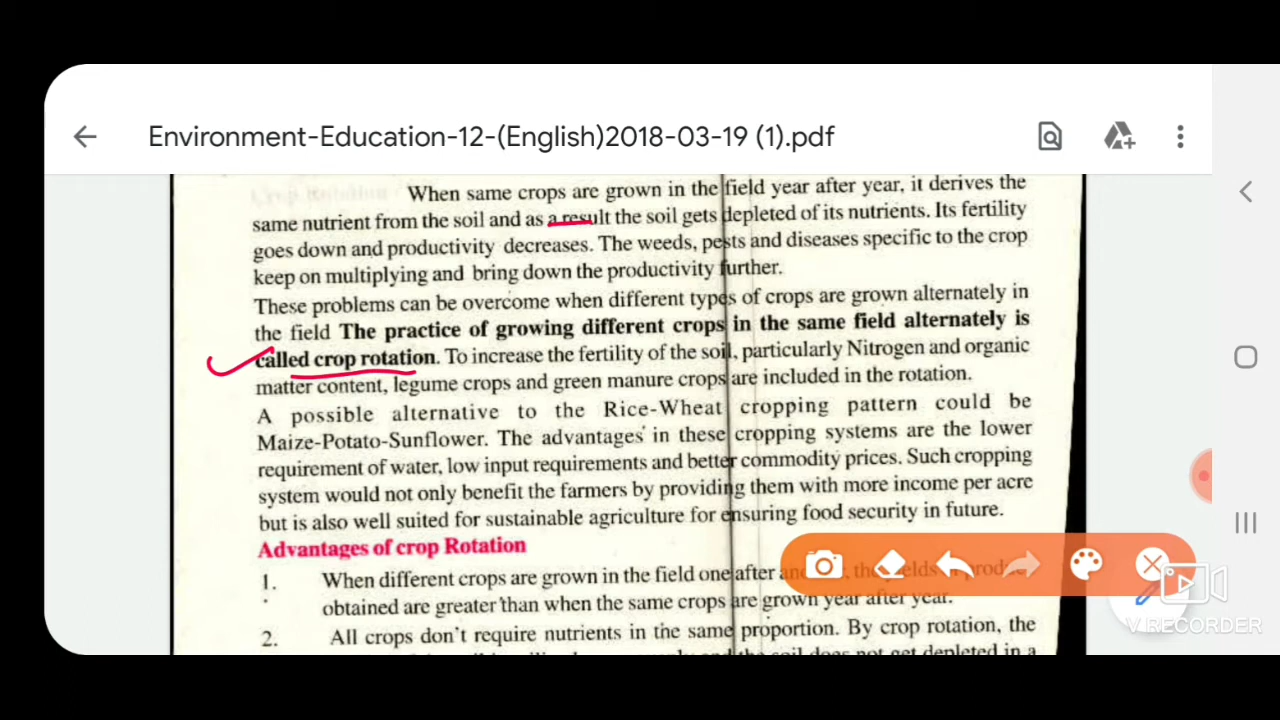 Environment-Education-12-(English)2018-03-19 (1).pdf
Crop Rotation When same crops are grown in the field year after year, it derives the
same nutrient from the soil and as a result the soil gets depleted of its nutrients. Its fertility
goes down and productivity decreases. The weeds, pests and diseases specific to the crop
keep on multiplying and bring down the productivity further.
These problems can be overcome when different types of crops are grown alternately in
the field The practice of growing different crops in the same field alternately is
called crop rotation. To increase the fertility of the soil, particularly Nitrogen and organic
matter content, legume crops and green manure crops are included in the rotation.
A possible alternative to the Rice-Wheat cropping pattern could be
Maize-Potato-Sunflower. The advantages in these cropping systems are the lower
requirement of water, low input requirements and better commodity prices. Such cropping
system would not only benefit the farmers by providing them with more income per acre
but is also well suited for sustainable agriculture for ensuring food security in future.
Advantages of crop Rotation
1. When different crops are grown in the field one after
obtained are greater than when the same crops are grown year after year.
2. All crops don't require nutrients in the same proportion. By crop rotation, the
soil does not get depleted in a
V RECORDER